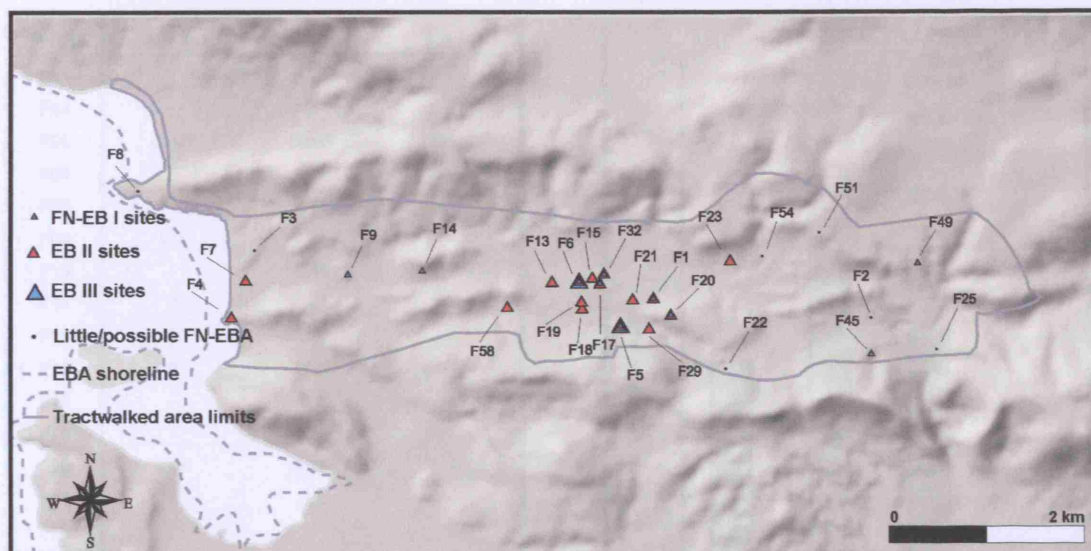 F8
FN-EB I sites
EB II sites
EB III sites
Little/possible FN-EBA
EBA shoreline
Tractwalked area limits
F7
F4
F3
F9
F14
F13
F6
F15
F32
F21
F1
F20
F23
F54
F51
F49
F2
F25
F45
F22
F58
F19
F18
F17
F5
F29
N
W
E
S
0
2 km